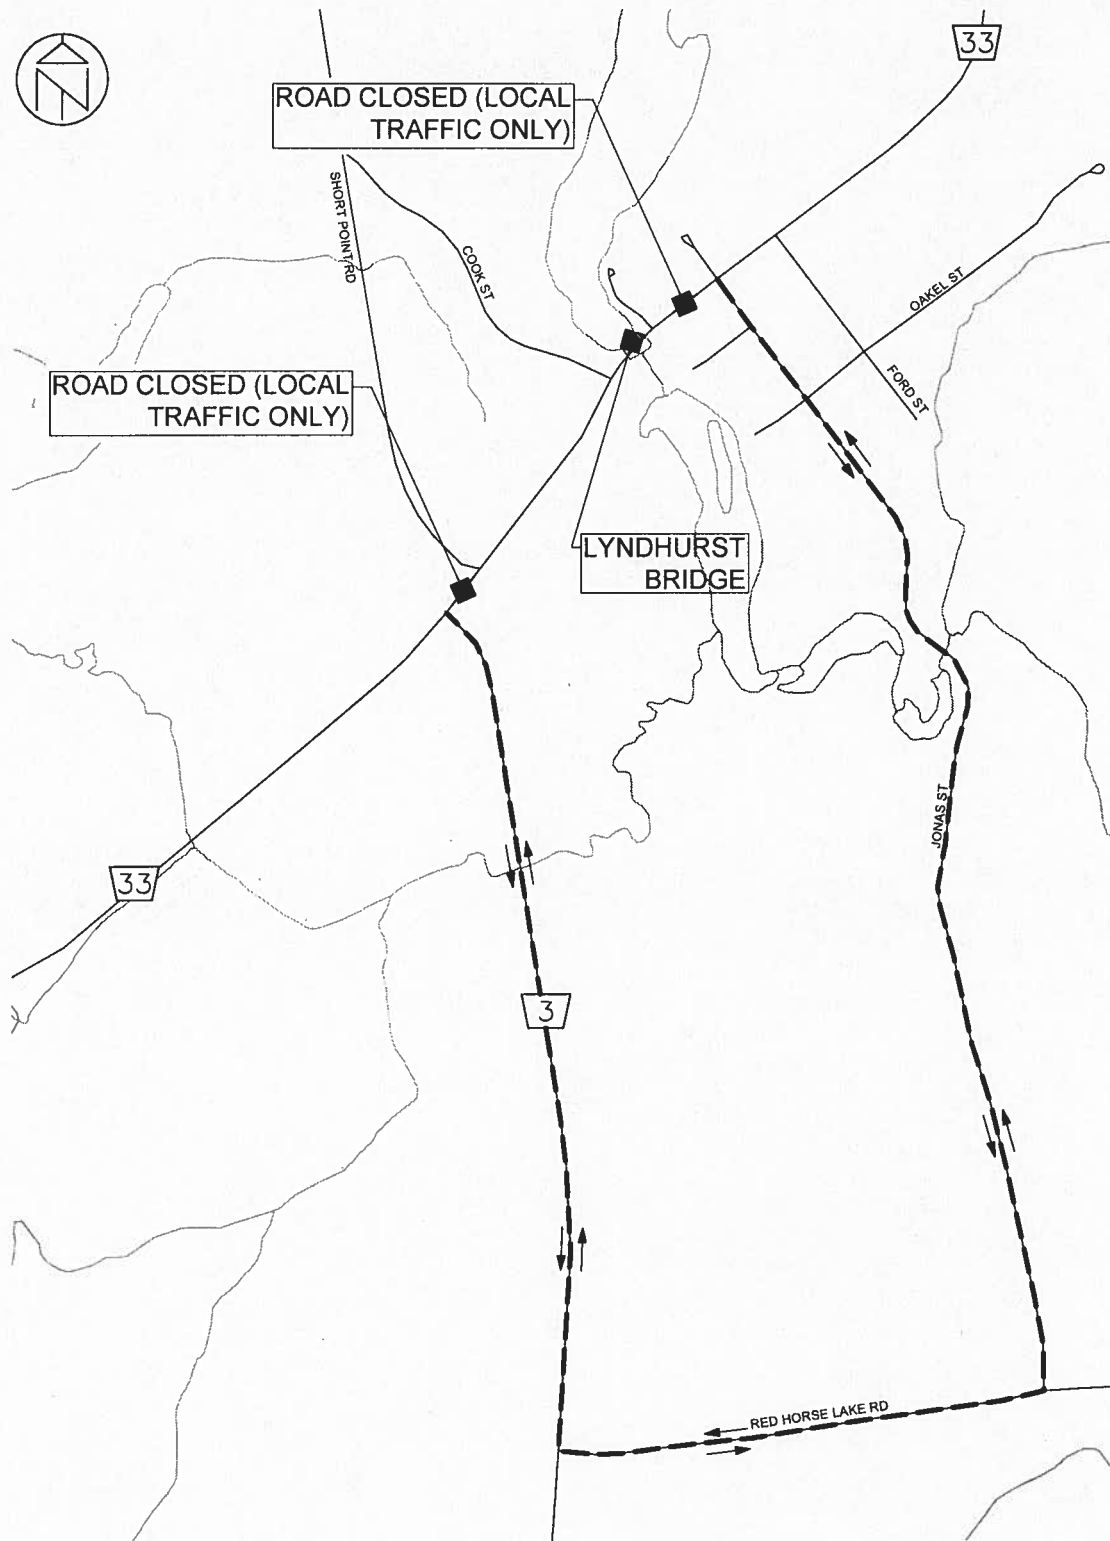 33
ROAD CLOSED (LOCAL
TRAFFIC ONLY)
SHORT POINT RD
COOK ST
OAKEL ST
FORD ST
ROAD CLOSED (LOCAL
TRAFFIC ONLY)
LYNDHURST
BRIDGE
JONAS ST
33
3
RED HORSE LAKE RD